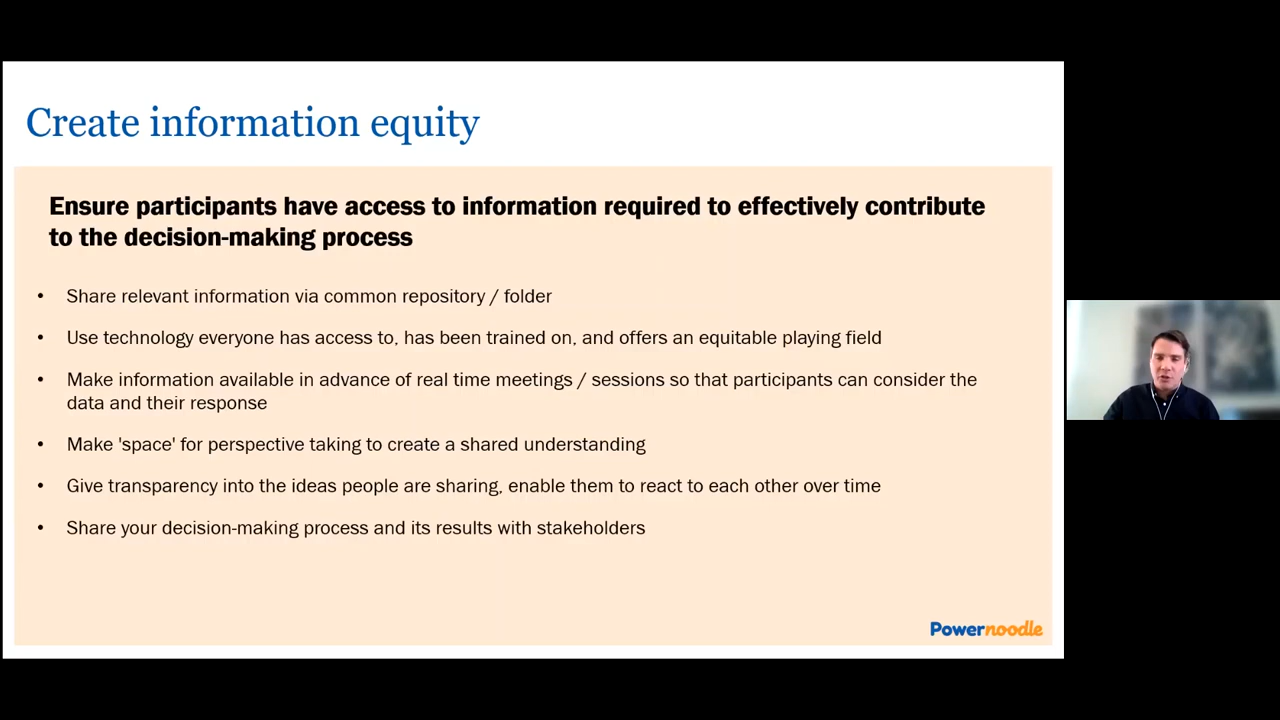 Create information equity
Ensure participants have access to information required to effectively contribute
to the decision-making process
• Share relevant information via common repository / folder
• Use technology everyone has access to, has been trained on, and offers an equitable playing field
• Make information available in advance of real time meetings / sessions so that participants can consider the
data and their response
• Make 'space' for perspective taking to create a shared understanding
• Give transparency into the ideas people are sharing, enable them to react to each other over time
• Share your decision-making process and its results with stakeholders
Powernoodle